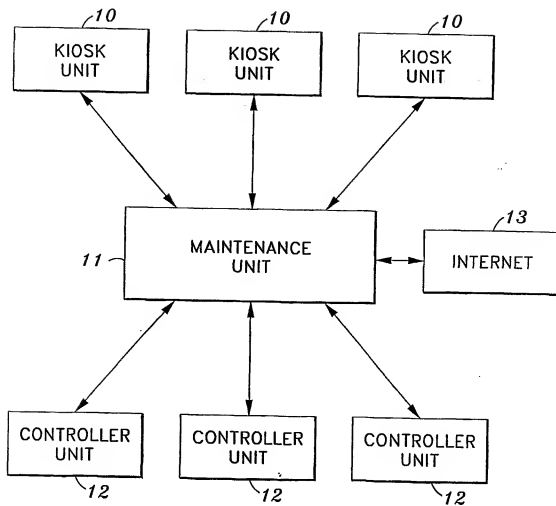 10
10
10
KIOSK
UNIT
KIOSK
UNIT
KIOSK
UNIT
13
11
MAINTENANCE
UNIT
INTERNET
CONTROLLER
UNIT
CONTROLLER
UNIT
CONTROLLER
UNIT
12
12
12